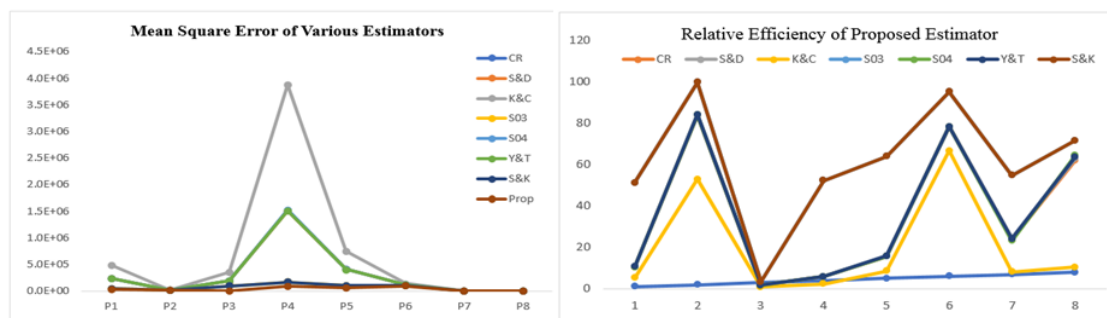 Mean Square Error of Various Estimators
4.5E+06
4.0E+06
3.5E+06
3.0E+06
2.5E+06
2.0E+06
1.5E+06
1.0E+06
5.0E+05
0.0E+00
P1 P2 P3 P4 P5 P6 P7 P8
CR
S&D
K&C
S03
S04
Y&T
S&K
Prop
Relative Efficiency of Proposed Estimator
CR S&D K&C S03 S04 Y&T S&K
120
100
80
60
40
20
0
1 2 3 4 5 6 7 8